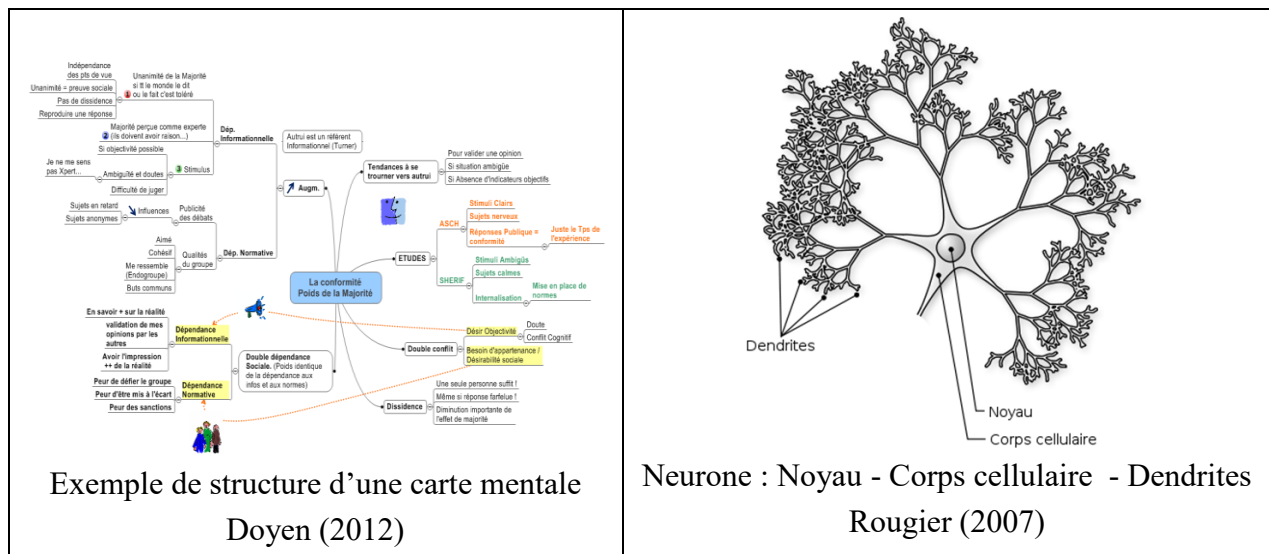 Indépendance
des pts de vue
Unanimité = preuve sociale
Pas de dissidence
Reproduire une réponse
1
Unanimité de la Majorité
si tt le monde le dit
ou le fait c'est toléré
Majorité perçue comme experte
2 (ils doivent avoir raison...)
Si objectivité possible
Je ne me sens
pas Xpert...
Ambiguïté et doutes
Difficulté de juger
3 Stimulus
Dép.
Informationnelle
Autrui est un référent
Informationnel (Turner)
Augm.
Sujets en retard
Sujets anonymes
Influences
Publicité
des débats
Aimé
Cohésif
Me ressemble
(Endogroupe)
Buts communs
Qualités
du groupe
Dép. Normative
La conformité
Poids de la Majorité
Tendances à se
trourner vers autrui
Pour valider une opinion
Si situation ambigüe
Si Absence d'Indicateurs objectifs
ETUDES
ASCH
Stimuli Clairs
Sujets nerveux
Réponses Publique =
conformité
Juste le Tps de
l'expérience
SHERIF
Stimuli Ambigüs
Sujets calmes
Internalisation
Mise en place de
normes
Double conflit
Désir Objectivité
Doute
Conflit Cognitif
Besoin d'appartenance /
Désirabilité sociale
Dissidence
Une seule personne suffit !
Même si réponse farfelue !
Diminution importante de
l'effet de majorité
En savoir + sur la réalité
validation de mes
opinions par les
autres
Avoir l'impression
++ de la réalité
Dépendance
Informationnelle
Peur de défier le groupe
Peur d'être mis à l'écart
Peur des sanctions
Dépendance
Normative
Double dépendance
Sociale. (Poids identique
de la dépendance aux
infos et aux normes)
Exemple de structure d'une carte mentale
Doyen (2012)
Dendrites
Noyau
Corps cellulaire
Neurone : Noyau - Corps cellulaire - Dendrites
Rougier (2007)